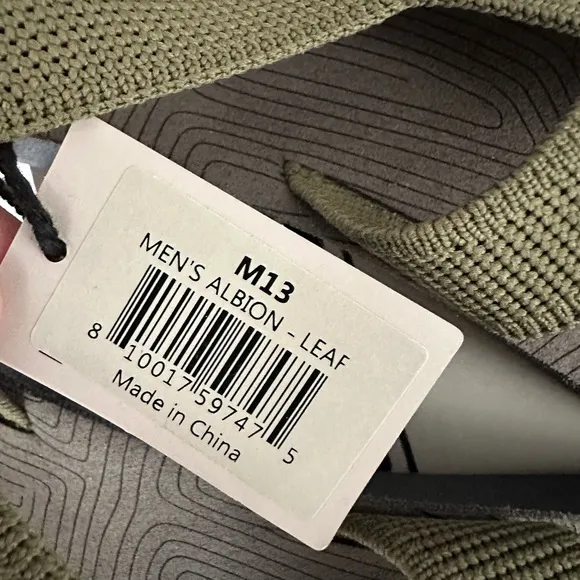 M13
MEN'S ALBION - LEAF
8 10017 59747 5
Made in China